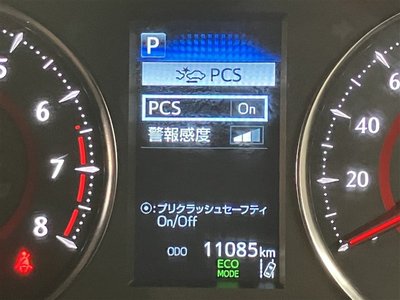 P
PCS
PCS On
警報感度
◉:プリクラッシュセーフティ
On/Off
ODO 11085km
ECO
MODE
5
6
7
8
40
20